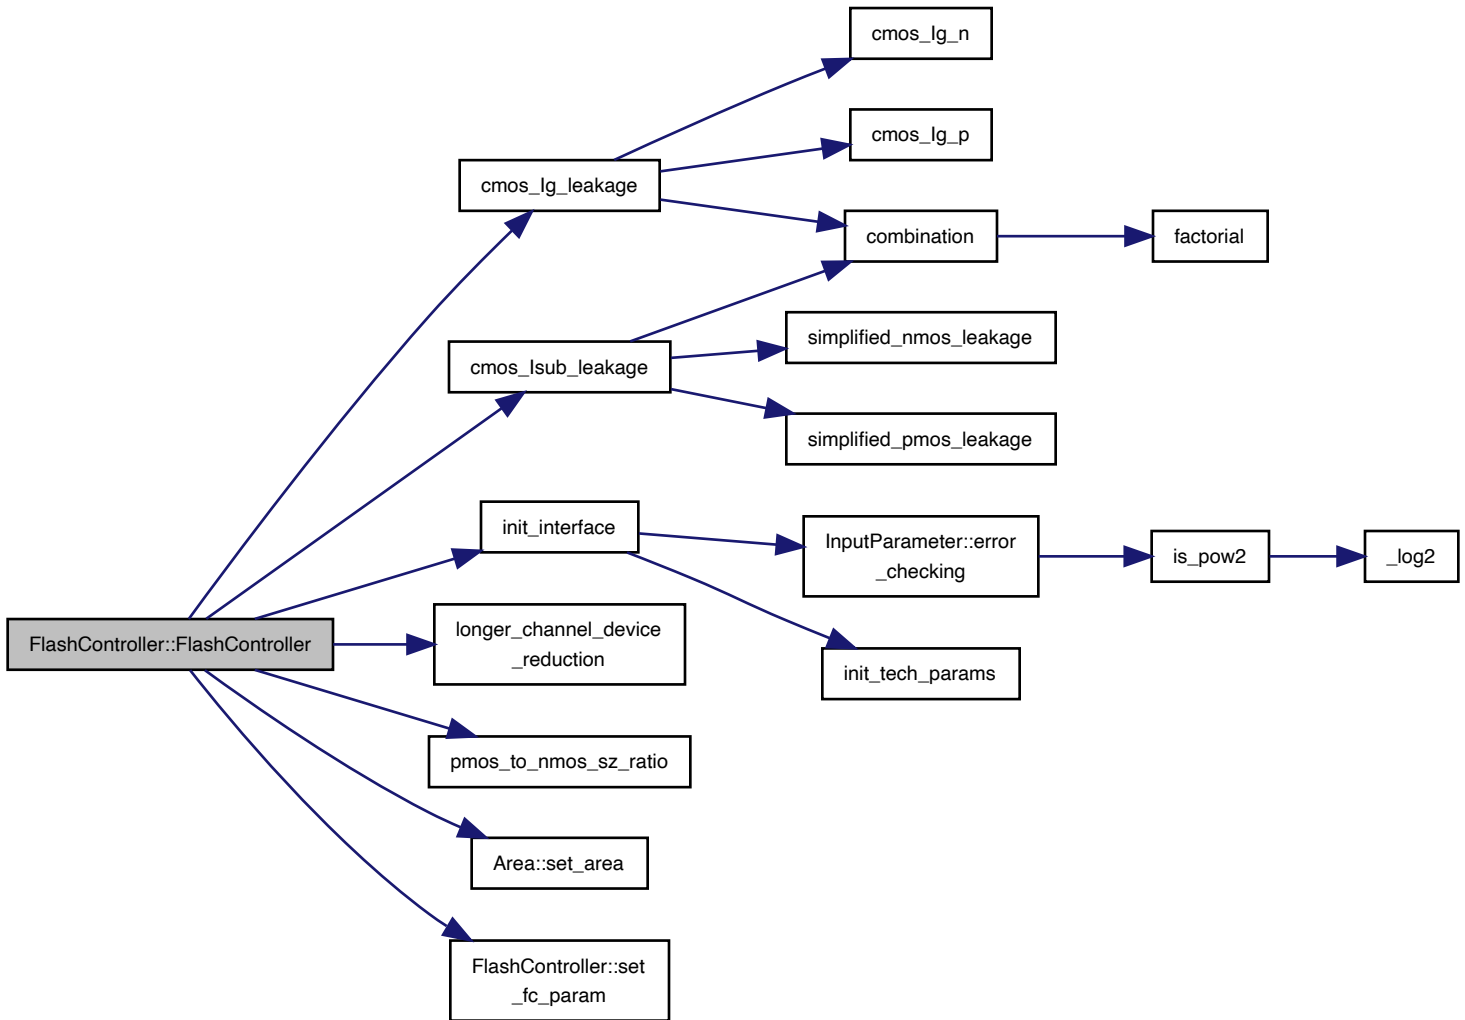 cmos_Ig_n
cmos_Ig_p
cmos_Ig_leakage
combination
factorial
simplified_nmos_leakage
cmos_Isub_leakage
simplified_pmos_leakage
init_interface
InputParameter::error
_checking
is_pow2
_log2
FlashController::FlashController
longer_channel_device
_reduction
init_tech_params
pmos_to_nmos_sz_ratio
Area::set_area
FlashController::set
_fc_param